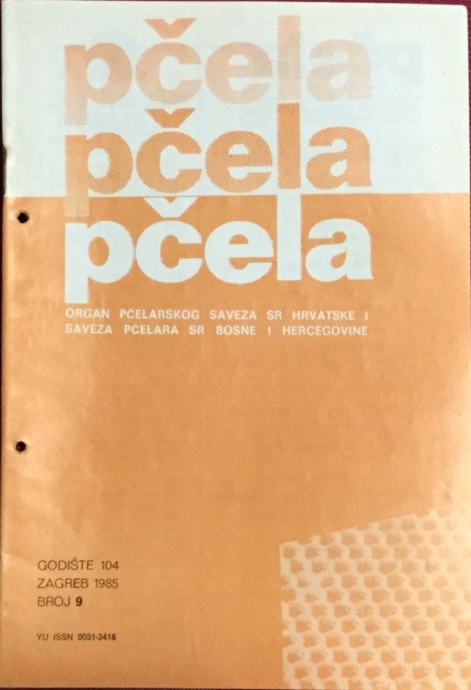 pčela
pčela
pčela
ORGAN PČELARSKOG SAVEZA SR HRVATSKE I
SAVEZA PČELARA SR BOSNE I HERCEGOVINE
GODIŠTE 104
ZAGREB 1985
BROJ 9
YU ISSN 0031-3416